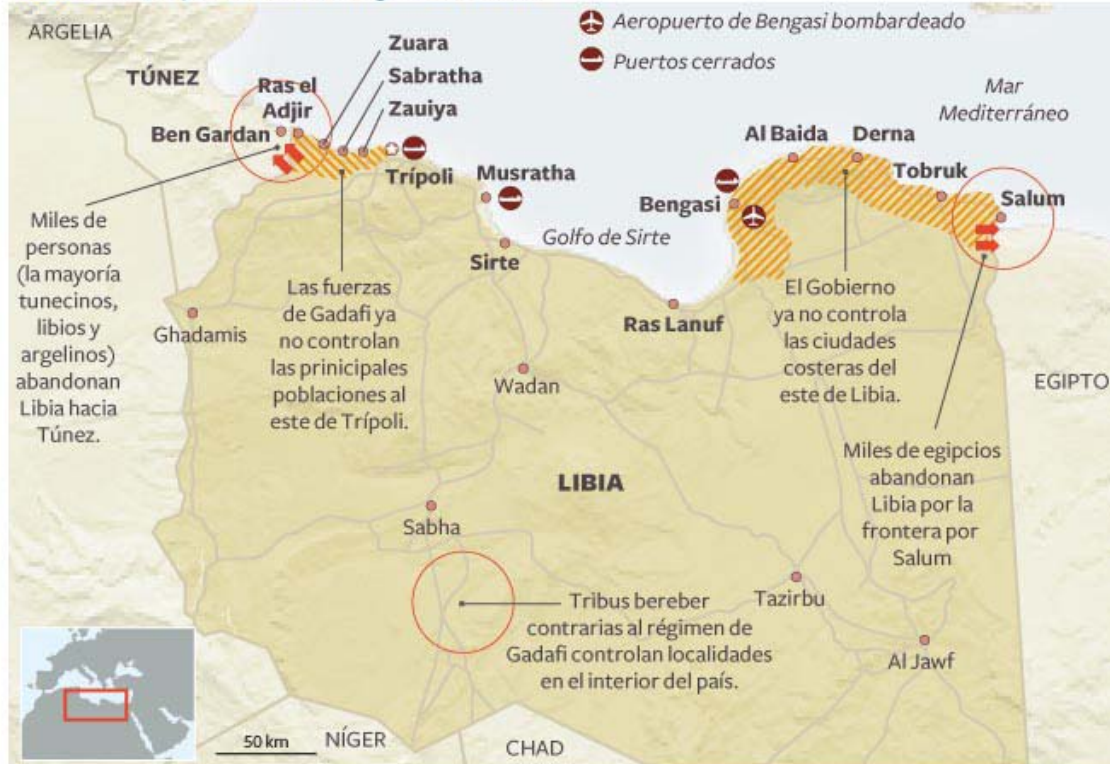 ARGELIA
Aeropuerto de Bengasi bombardeado
Puertos cerrados
TÚNEZ
Zuara
Sabratha
Zauiya
Ras el
Adjir
Ben Gardan
Mar
Mediterráneo
Trípoli
Musratha
Sirte
Golfo de Sirte
Al Baida
Derna
Tobruk
Salum
Bengasi
Ras Lanuf
Miles de
personas
(la mayoría
tunecinos,
libios y
argelinos)
abandonan
Libia hacia
Túnez.
Ghadamis
Las fuerzas
de Gadafi ya
no controlan
las prinicipales
poblaciones al
este de Trípoli.
Wadan
El Gobierno
ya no controla
las ciudades
costeras del
este de Libia.
EGIPTO
Miles de egipcios
abandonan
Libia por la
frontera por
Salum
LIBIA
Sabha
Tribus bereber
contrarias al régimen de
Gadafi controlan localidades
en el interior del país.
Tazirbu
Al Jawf
50 km
NÍGER
CHAD